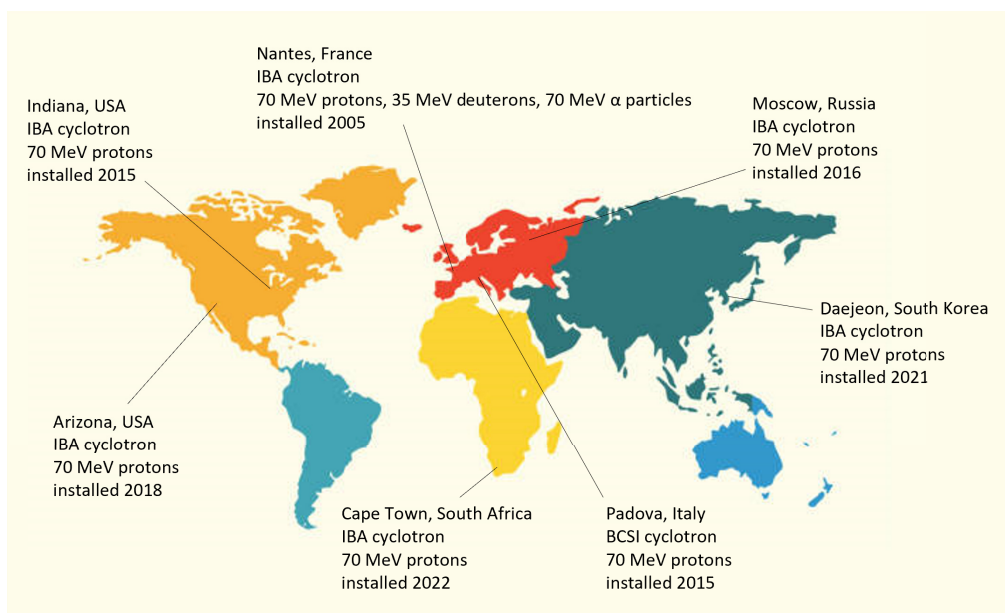 Nantes, France
IBA cyclotron
70 MeV protons, 35 MeV deuterons, 70 MeV α particles
installed 2005
Indiana, USA
IBA cyclotron
70 MeV protons
installed 2015
Moscow, Russia
IBA cyclotron
70 MeV protons
installed 2016
Daejeon, South Korea
IBA cyclotron
70 MeV protons
installed 2021
Arizona, USA
IBA cyclotron
70 MeV protons
installed 2018
Cape Town, South Africa
IBA cyclotron
70 MeV protons
installed 2022
Padova, Italy
BCSI cyclotron
70 MeV protons
installed 2015